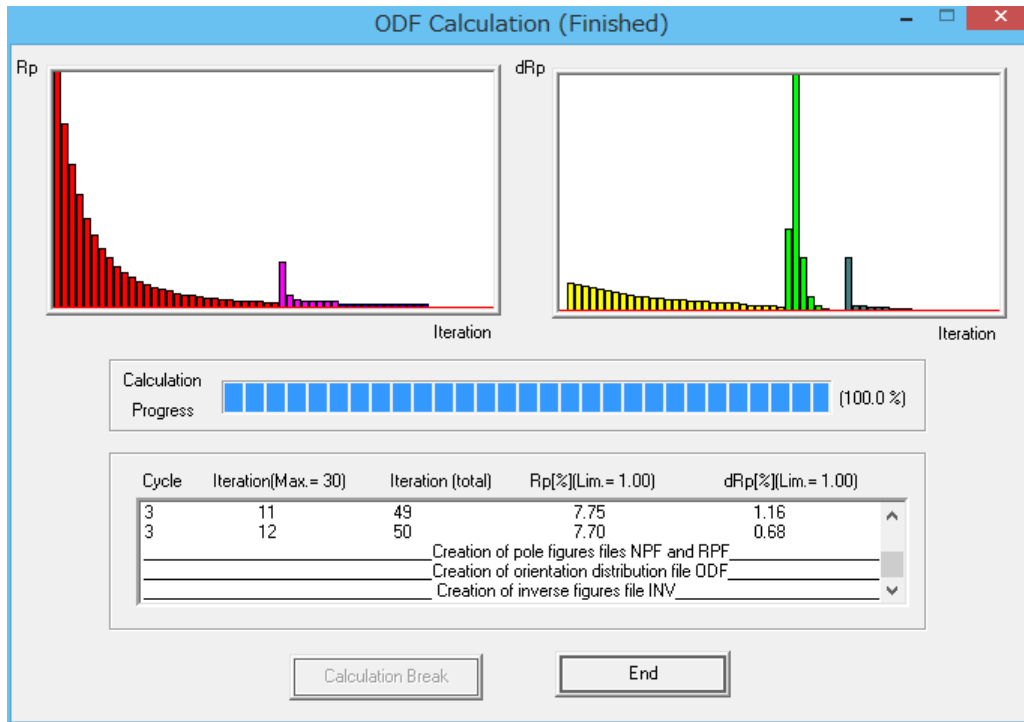 ODF Calculation (Finished)
Rp
dRp
Iteration
Iteration
Calculation
Progress
(100.0 %)
Cycle Iteration(Max.= 30) Iteration (total) Rp[%](Lim.= 1.00) dRp[%](Lim.= 1.00)
3 11 49 7.75 1.16
3 12 50 7.70 0.68
Creation of pole figures files NPF and RPF
Creation of orientation distribution file ODF
Creation of inverse figures file INV
Calculation Break
End